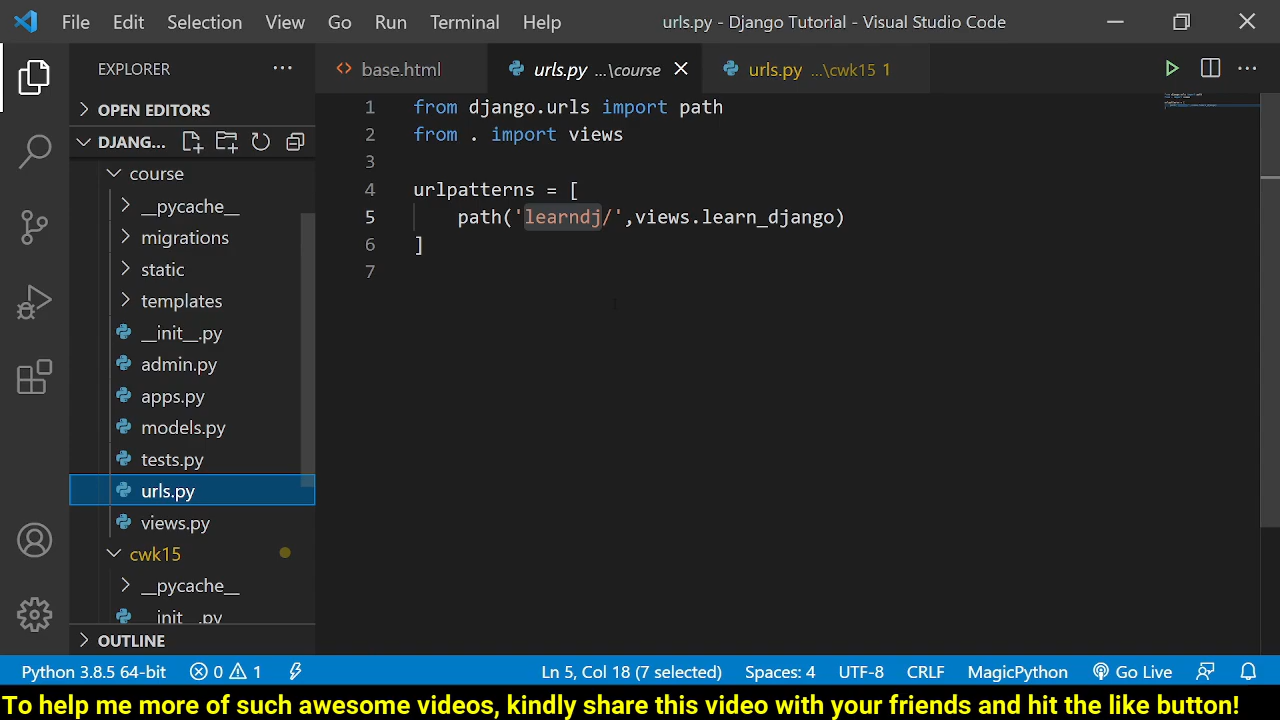 File Edit Selection View Go Run Terminal Help urls.py - Django Tutorial - Visual Studio Code
EXPLORER
base.html urls.py ...\course urls.py ...\cwk15 1
OPEN EDITORS
DJANG...
course
__pycache__
migrations
static
templates
__init__.py
admin.py
apps.py
models.py
tests.py
urls.py
views.py
cwk15
__pycache__
__init__.py
OUTLINE
1 from django.urls import path
2 from . import views
3
4 urlpatterns = [
5 path('learndj/',views.learn_django)
6 ]
7
Python 3.8.5 64-bit 0 1 Ln 5, Col 18 (7 selected) Spaces: 4 UTF-8 CRLF MagicPython Go Live
To help me more of such awesome videos, kindly share this video with your friends and hit the like button!